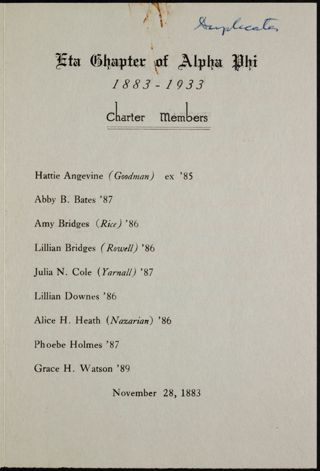 Duplicates
Eta Chapter of Alpha Phi
1883-1933
Charter Members
Hattie Angevine (Goodman) ex '85
Abby B. Bates '87
Amy Bridges (Rice) '86
Lillian Bridges (Rowell) '86
Julia N. Cole (Yarnall) '87
Lillian Downes '86
Alice H. Heath (Nazarian) '86
Phoebe Holmes '87
Grace H. Watson '89
November 28, 1883